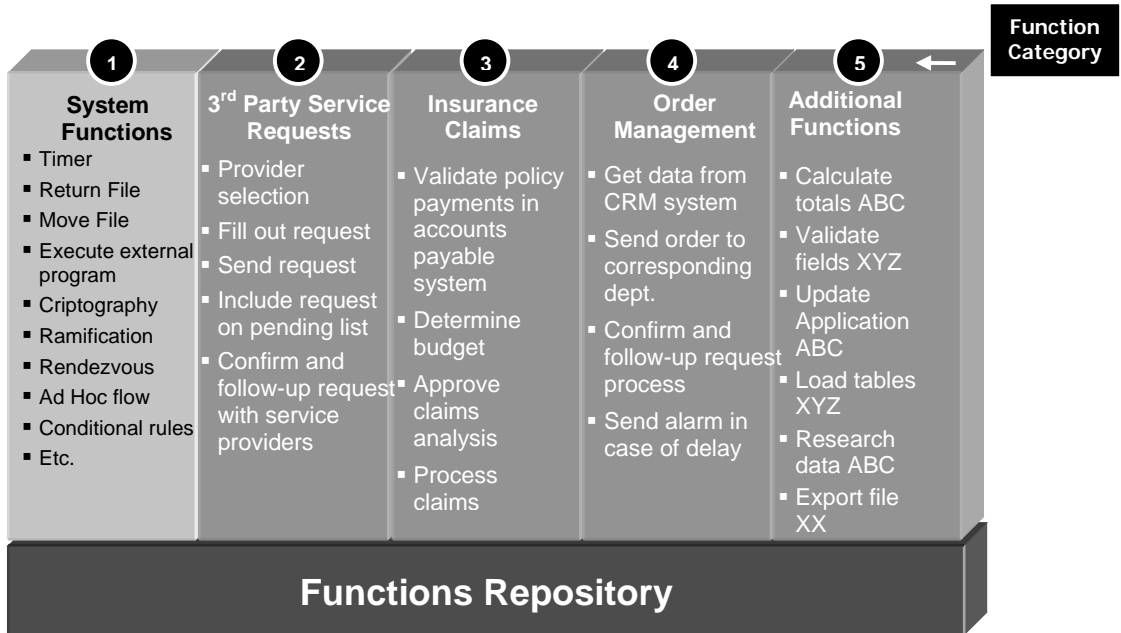 Function
Category
1
System
Functions
▪ Timer
▪ Return File
▪ Move File
▪ Execute external
program
▪ Criptography
▪ Ramification
▪ Rendezvous
▪ Ad Hoc flow
▪ Conditional rules
▪ Etc.
2
3rd Party Service
Requests
▪ Provider
selection
▪ Fill out request
▪ Send request
▪ Include request
on pending list
▪ Confirm and
follow-up request
with service
providers
3
Insurance
Claims
▪ Validate policy
payments in
accounts
payable
system
▪ Determine
budget
▪ Approve
claims
analysis
▪ Process
claims
4
Order
Management
▪ Get data from
CRM system
▪ Send order to
corresponding
dept.
▪ Confirm and
follow-up request
process
▪ Send alarm in
case of delay
5
Additional
Functions
▪ Calculate
totals ABC
▪ Validate
fields XYZ
▪ Update
Application
ABC
▪ Load tables
XYZ
▪ Research
data ABC
▪ Export file
XX
Functions Repository